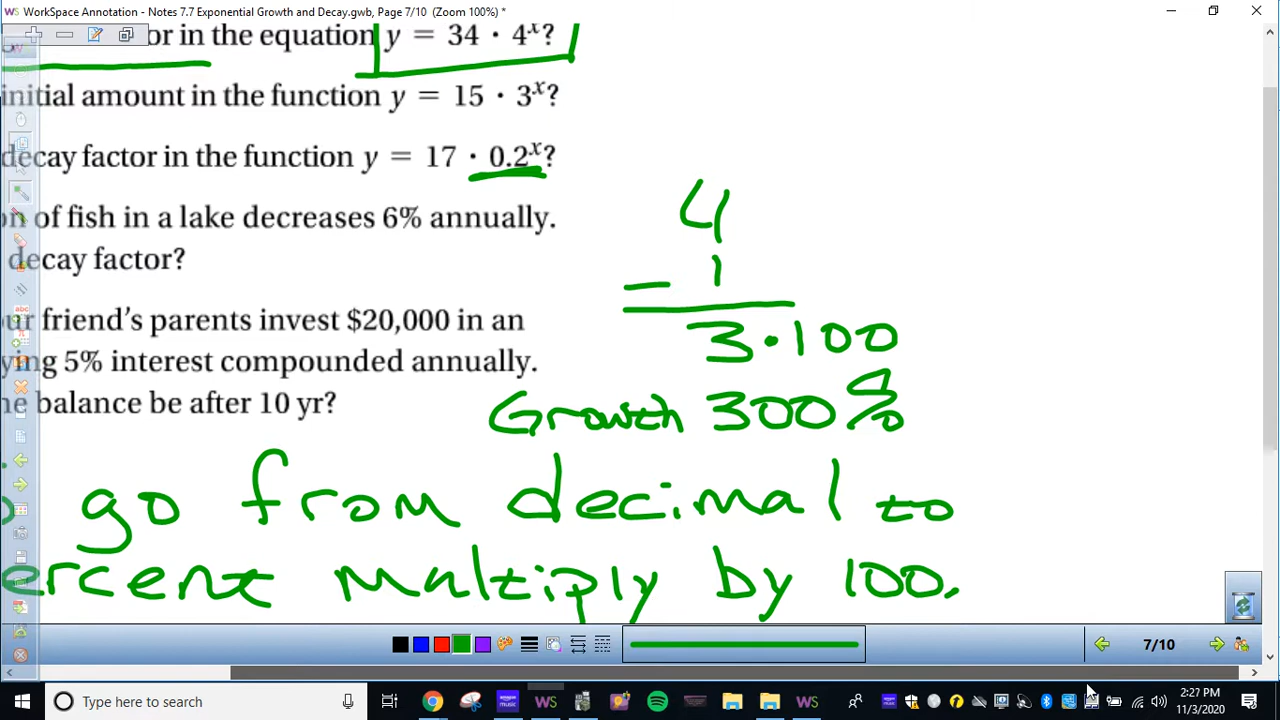 WorkSpace Annotation - Notes 7.7 Exponential Growth and Decay.gwb, Page 7/10 (Zoom 100%) *
or in the equation y = 34 · 4ˣ?
initial amount in the function y = 15 · 3ˣ?
decay factor in the function y = 17 · 0.2ˣ?
on of fish in a lake decreases 6% annually.
decay factor?
ur friend's parents invest $20,000 in an
ying 5% interest compounded annually.
he balance be after 10 yr?
4
— 1
3·100
Growth 300%
go from decimal to
ercent multiply by 100.
7/10
Type here to search
2:27 PM
11/3/2020